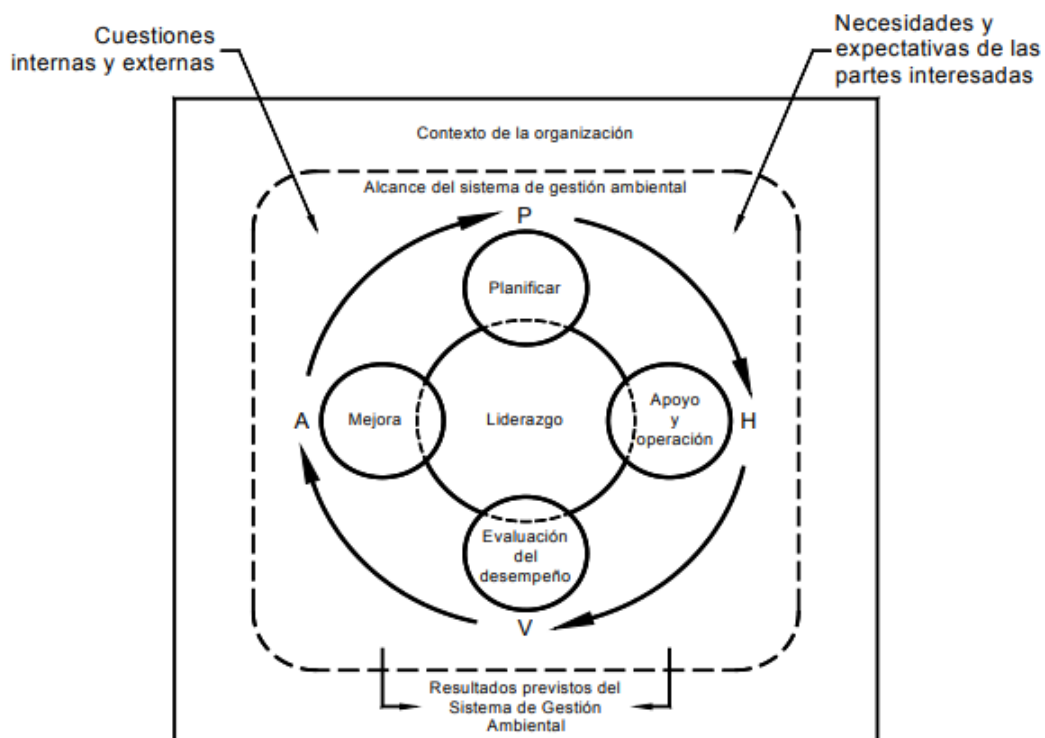 Cuestiones
internas y externas
Necesidades y
expectativas de las
partes interesadas
Contexto de la organización
Alcance del sistema de gestión ambiental
P
Planificar
A
Mejora
Liderazgo
Apoyo
y
operación
H
Evaluación
del
desempeño
V
Resultados previstos del
Sistema de Gestión
Ambiental